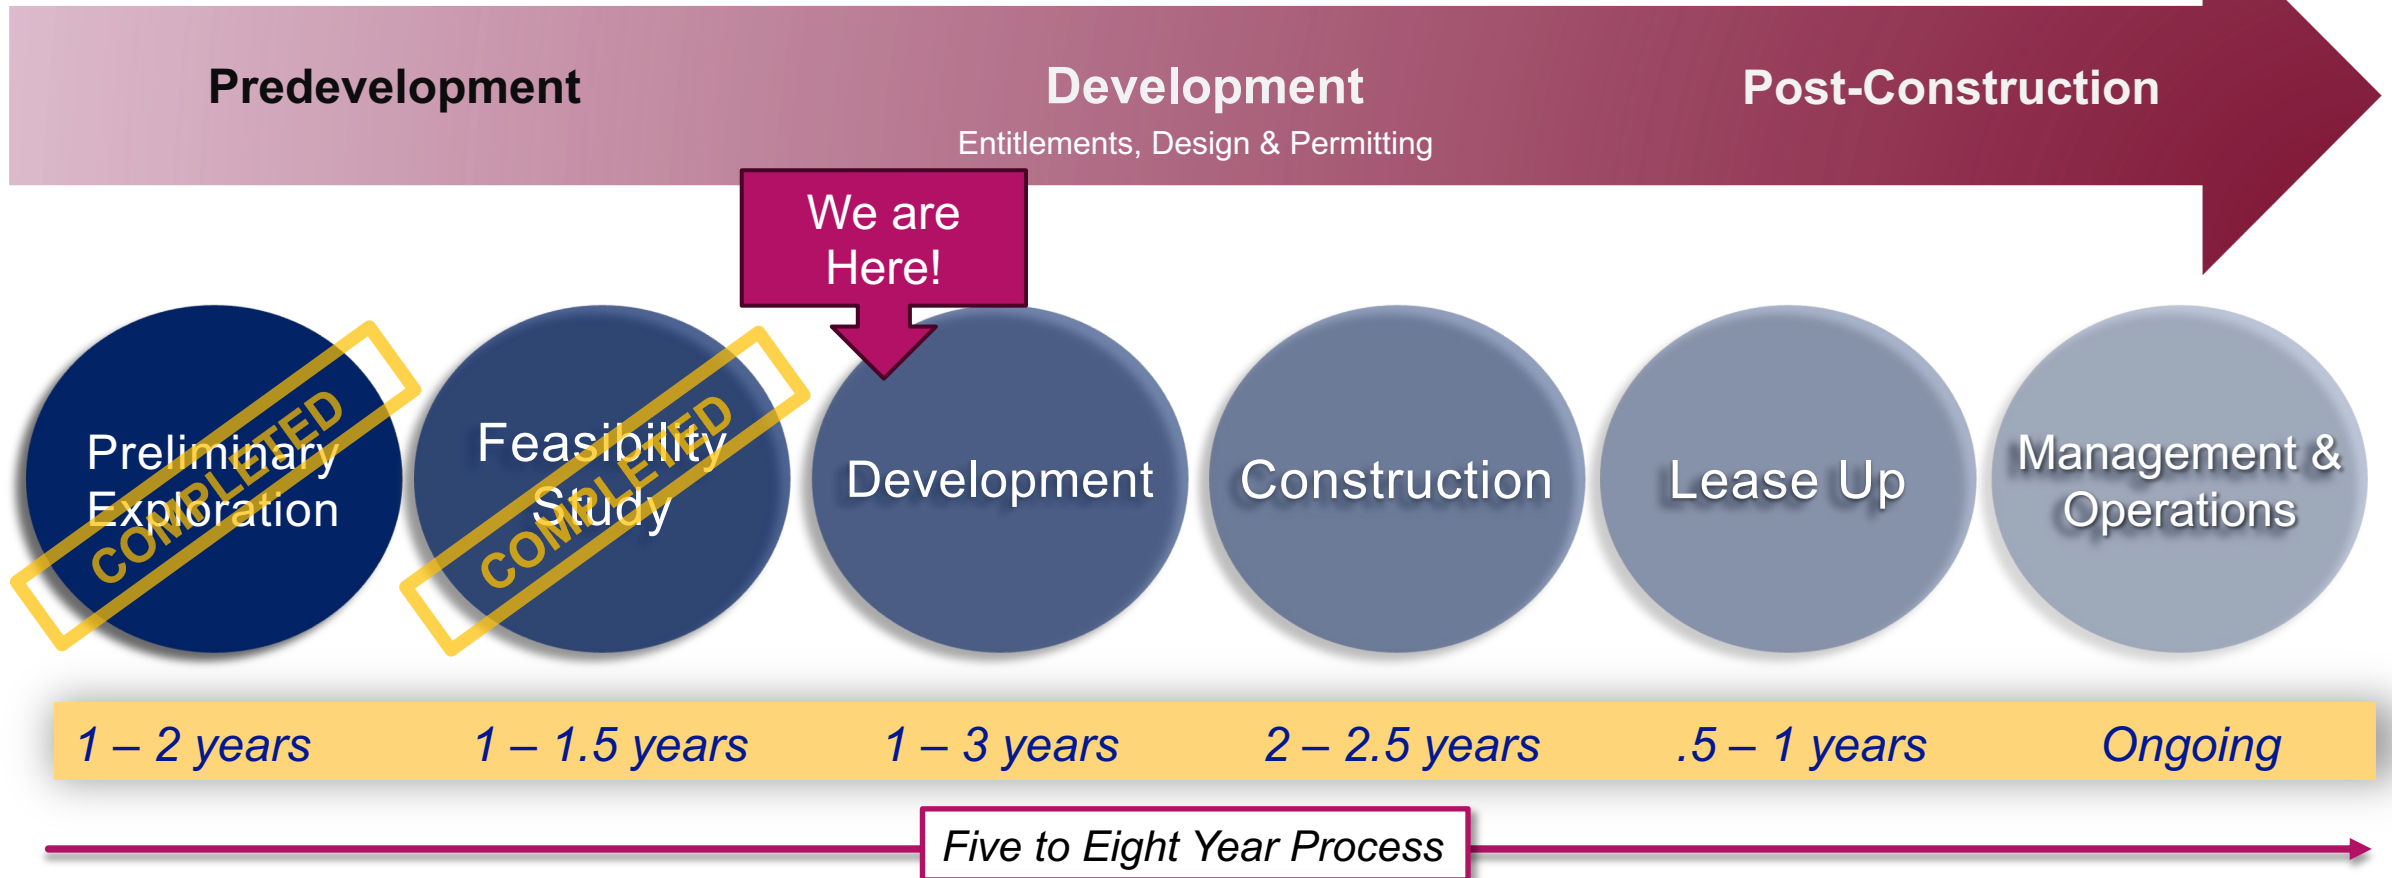 Predevelopment
Development
Post-Construction
Entitlements, Design & Permitting
We are
Here!
Preliminary
Exploration
COMPLETED
Feasibility
Study
COMPLETED
Development
Construction
Lease Up
Management &
Operations
1 – 2 years
1 – 1.5 years
1 – 3 years
2 – 2.5 years
.5 – 1 years
Ongoing
Five to Eight Year Process